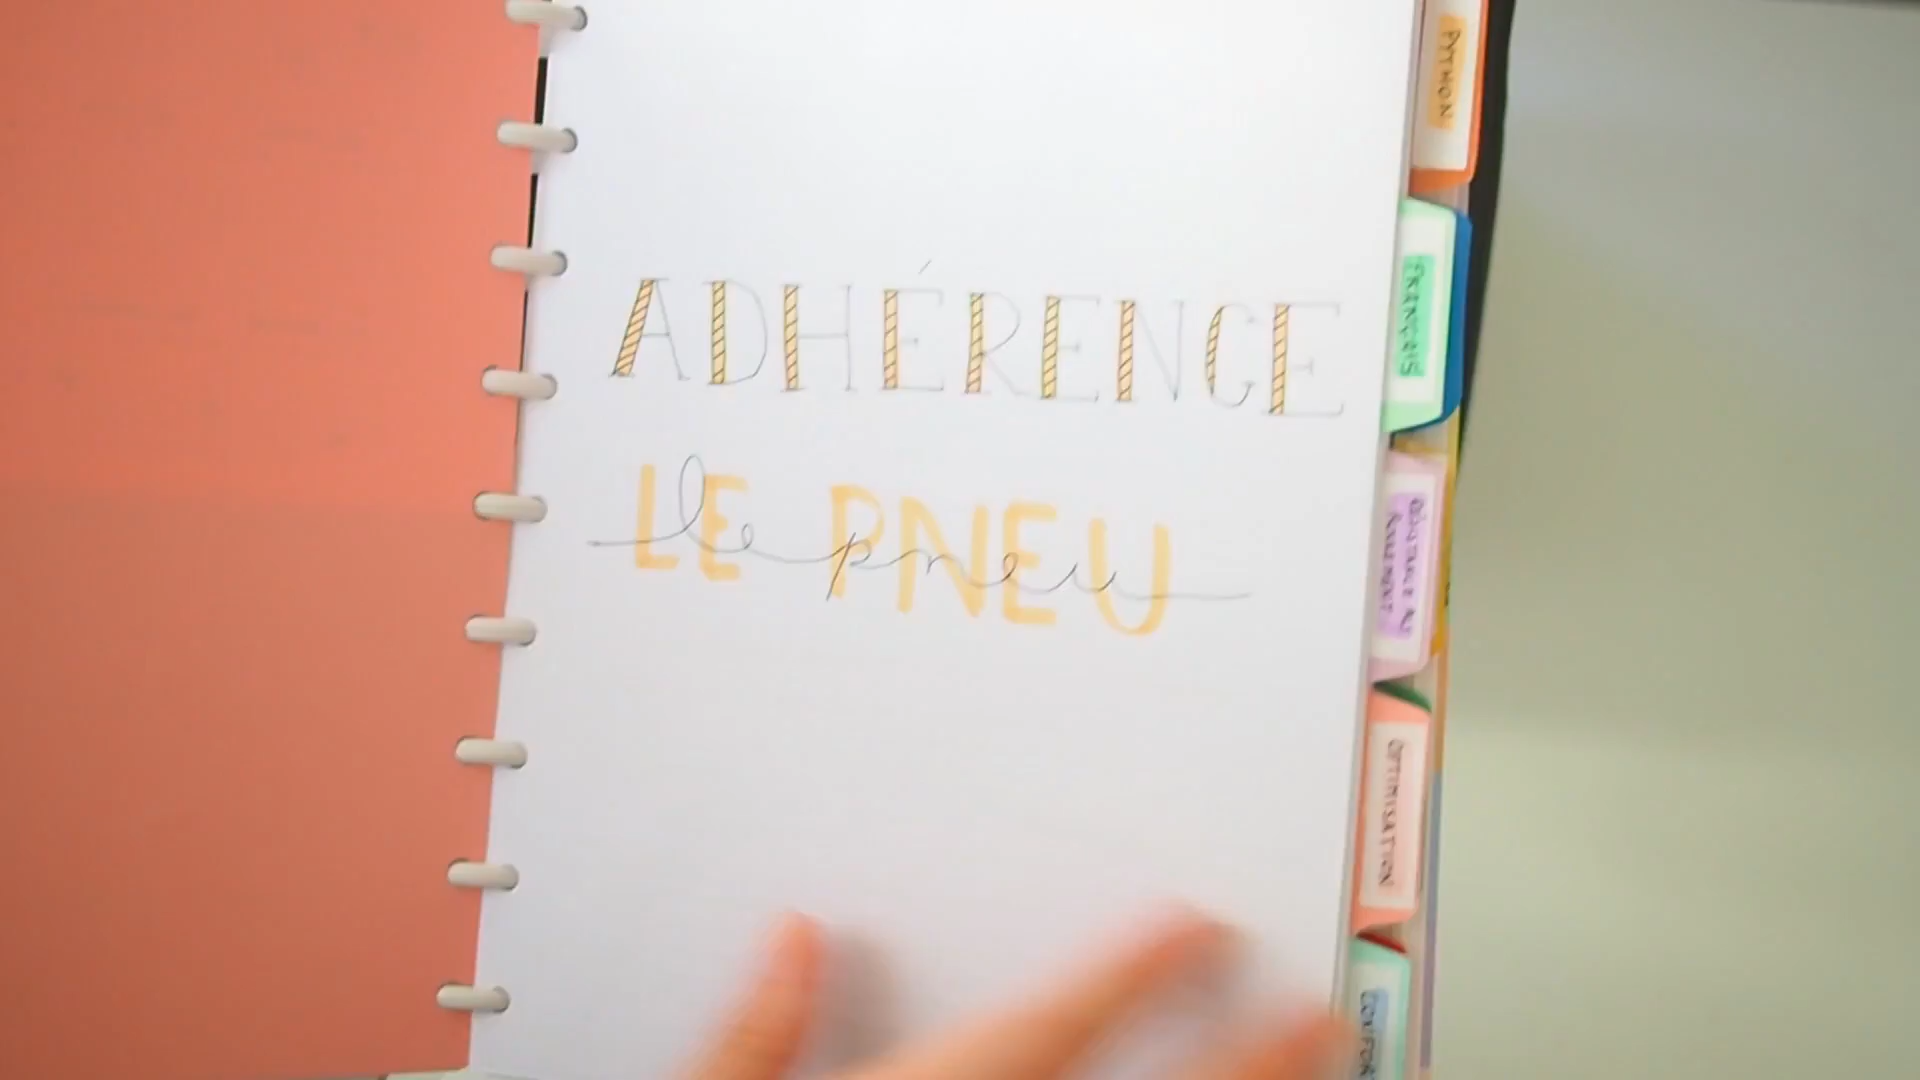 ADHÉRENCE
LE PNEU
le pneu
PYTHON
FRANÇAIS
OPTIMISATION